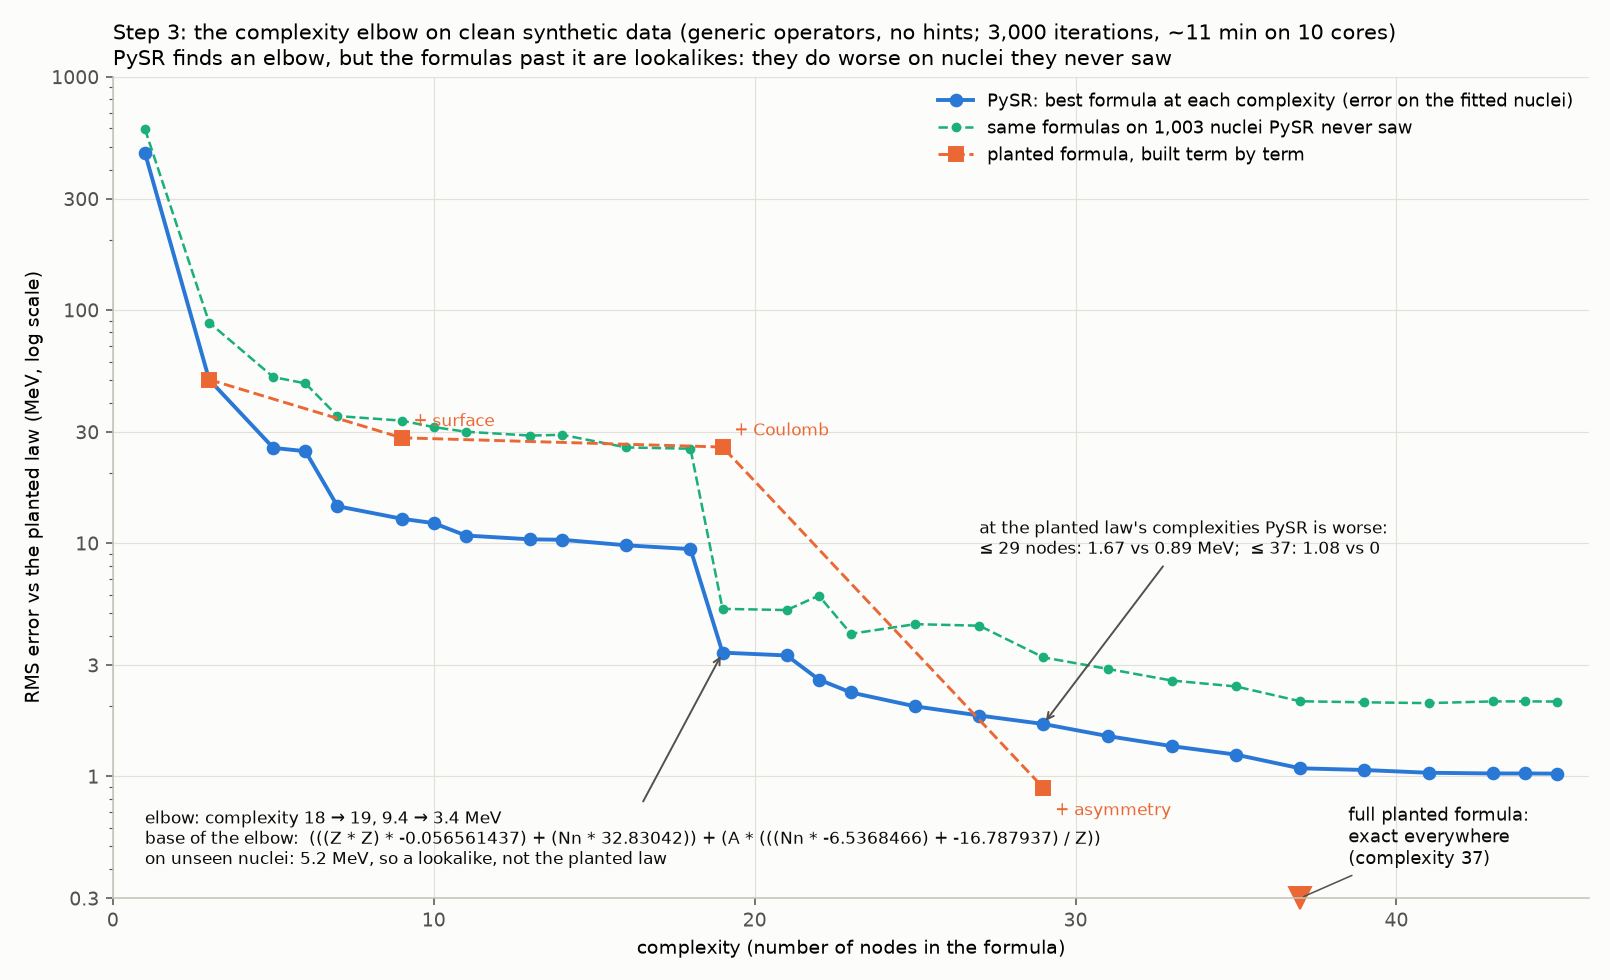 Step 3: the complexity elbow on clean synthetic data (generic operators, no hints; 3,000 iterations, ~11 min on 10 cores)
PySR finds an elbow, but the formulas past it are lookalikes: they do worse on nuclei they never saw
PySR: best formula at each complexity (error on the fitted nuclei)
same formulas on 1,003 nuclei PySR never saw
planted formula, built term by term
RMS error vs the planted law (MeV, log scale)
1000
300
100
30
10
3
1
0.3
+ surface
+ Coulomb
at the planted law's complexities PySR is worse:
≤ 29 nodes: 1.67 vs 0.89 MeV;  ≤ 37: 1.08 vs 0
+ asymmetry
elbow: complexity 18 → 19, 9.4 → 3.4 MeV
base of the elbow:  (((Z * Z) * -0.056561437) + (Nn * 32.83042)) + (A * (((Nn * -6.5368466) + -16.787937) / Z))
on unseen nuclei: 5.2 MeV, so a lookalike, not the planted law
full planted formula:
exact everywhere
(complexity 37)
0
10
20
30
40
complexity (number of nodes in the formula)